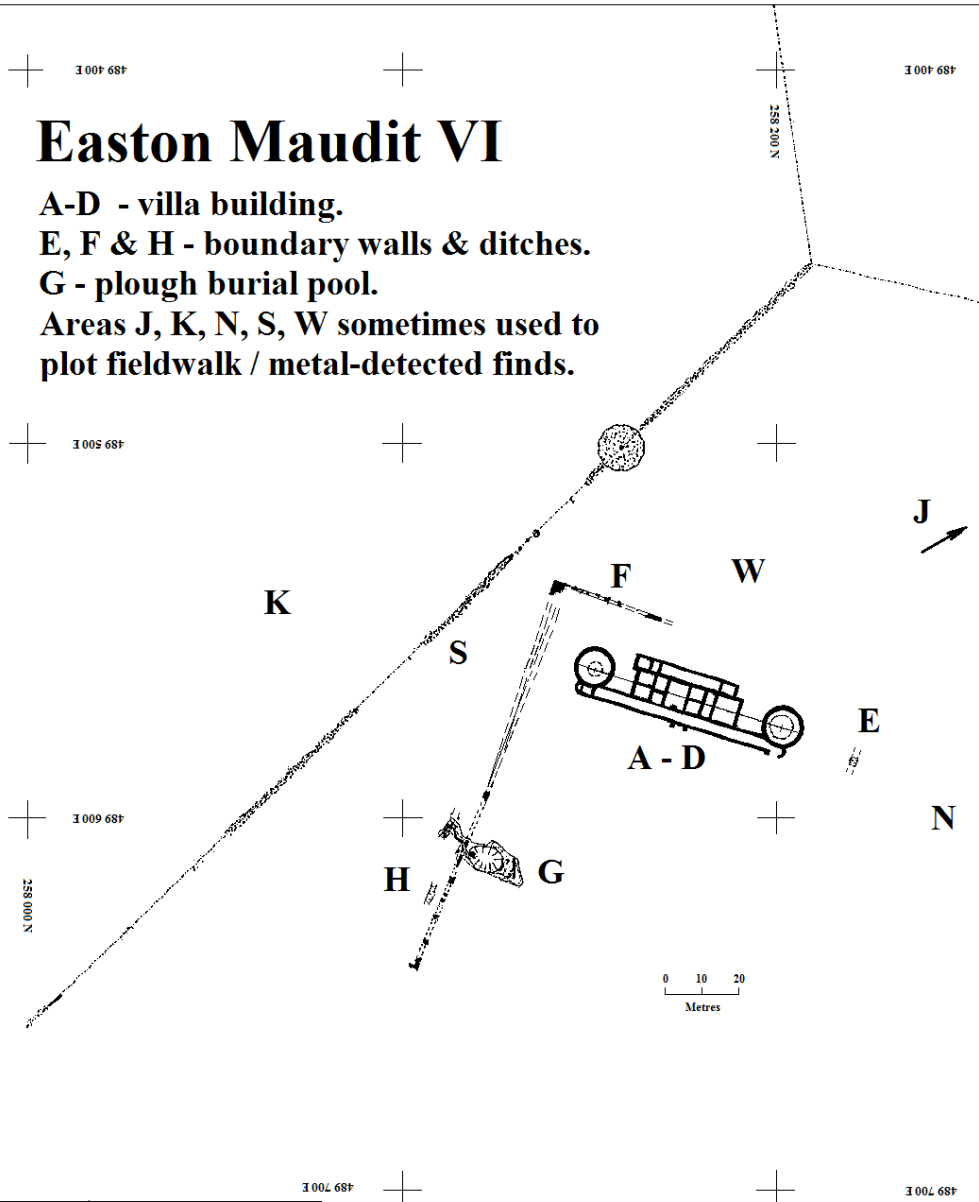 489 400 E
489 400 E
258 200 N
Easton Maudit VI
A-D - villa building.
E, F & H - boundary walls & ditches.
G - plough burial pool.
Areas J, K, N, S, W sometimes used to
plot fieldwalk / metal-detected finds.
489 500 E
J
W
F
K
S
E
A - D
N
489 600 E
G
H
258 000 N
0 10 20
Metres
489 700 E
489 700 E